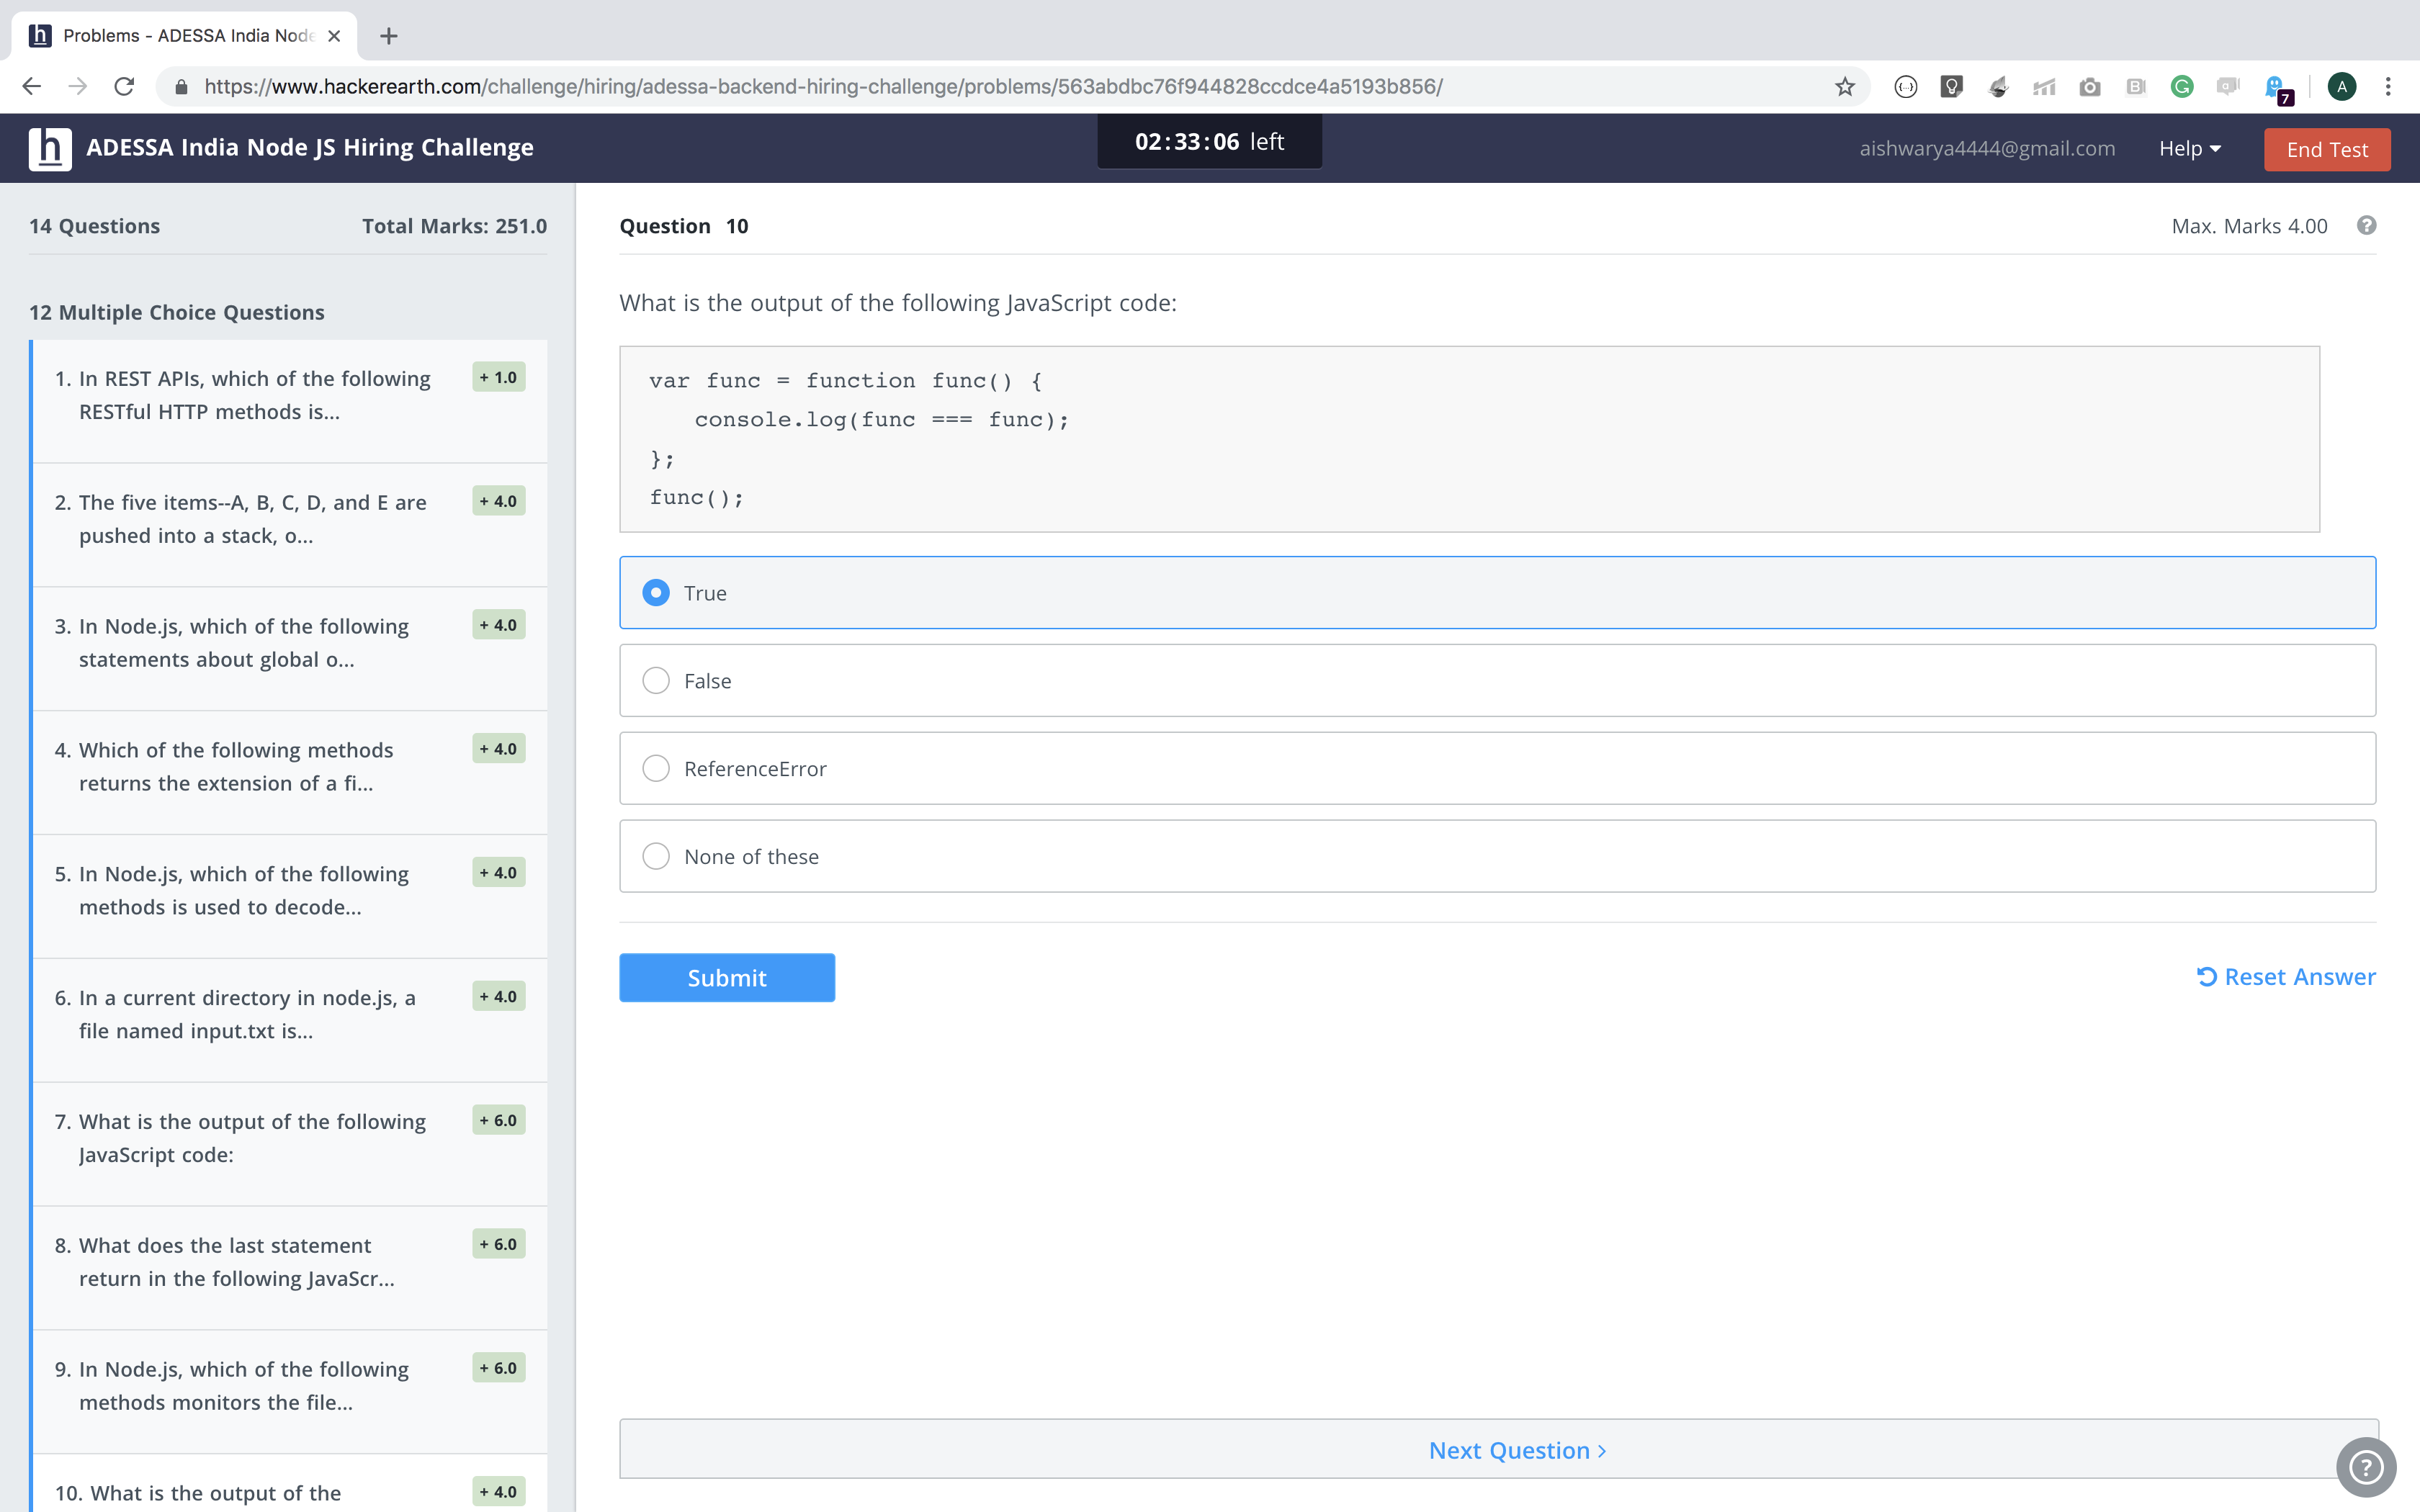 Problems - ADESSA India Node
https://www.hackerearth.com/challenge/hiring/adessa-backend-hiring-challenge/problems/563abdbc76f944828ccdce4a5193b856/
7
A
h
ADESSA India Node JS Hiring Challenge
02:33:06 left
aishwarya4444@gmail.com
Help
End Test
14 Questions
Total Marks: 251.0
12 Multiple Choice Questions
1. In REST APIs, which of the following
RESTful HTTP methods is...
+ 1.0
2. The five items--A, B, C, D, and E are
pushed into a stack, o...
+ 4.0
3. In Node.js, which of the following
statements about global o...
+ 4.0
4. Which of the following methods
returns the extension of a fi...
+ 4.0
5. In Node.js, which of the following
methods is used to decode...
+ 4.0
6. In a current directory in node.js, a
file named input.txt is...
+ 4.0
7. What is the output of the following
JavaScript code:
+ 6.0
8. What does the last statement
return in the following JavaScr...
+ 6.0
9. In Node.js, which of the following
methods monitors the file...
+ 6.0
10. What is the output of the
+ 4.0
Question 10
Max. Marks 4.00
What is the output of the following JavaScript code:
var func = function func() {
console.log(func === func);
};
func();
True
False
ReferenceError
None of these
Submit
Reset Answer
Next Question >
?